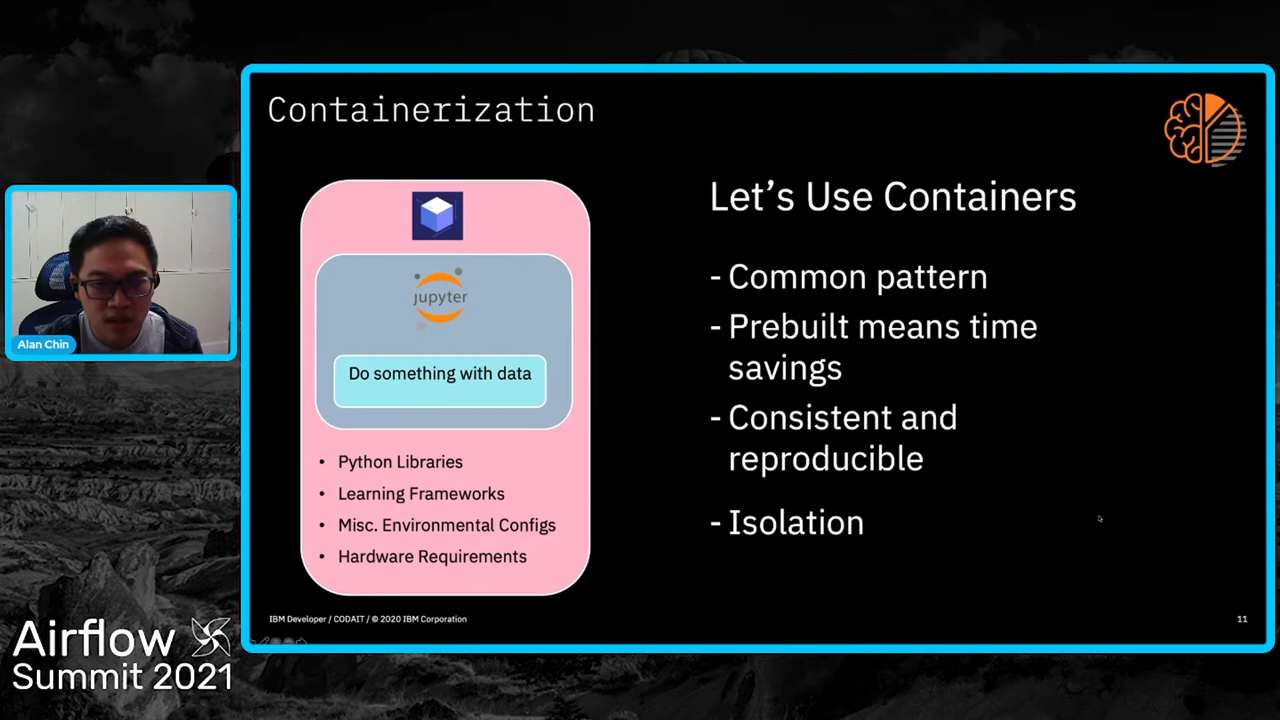 Containerization
Let's Use Containers
jupyter
Do something with data
• Python Libraries
• Learning Frameworks
• Misc. Environmental Configs
• Hardware Requirements
- Common pattern
- Prebuilt means time
savings
- Consistent and
reproducible
- Isolation
IBM Developer / CODAIT / © 2020 IBM Corporation
11
Alan Chin
Airflow
Summit 2021